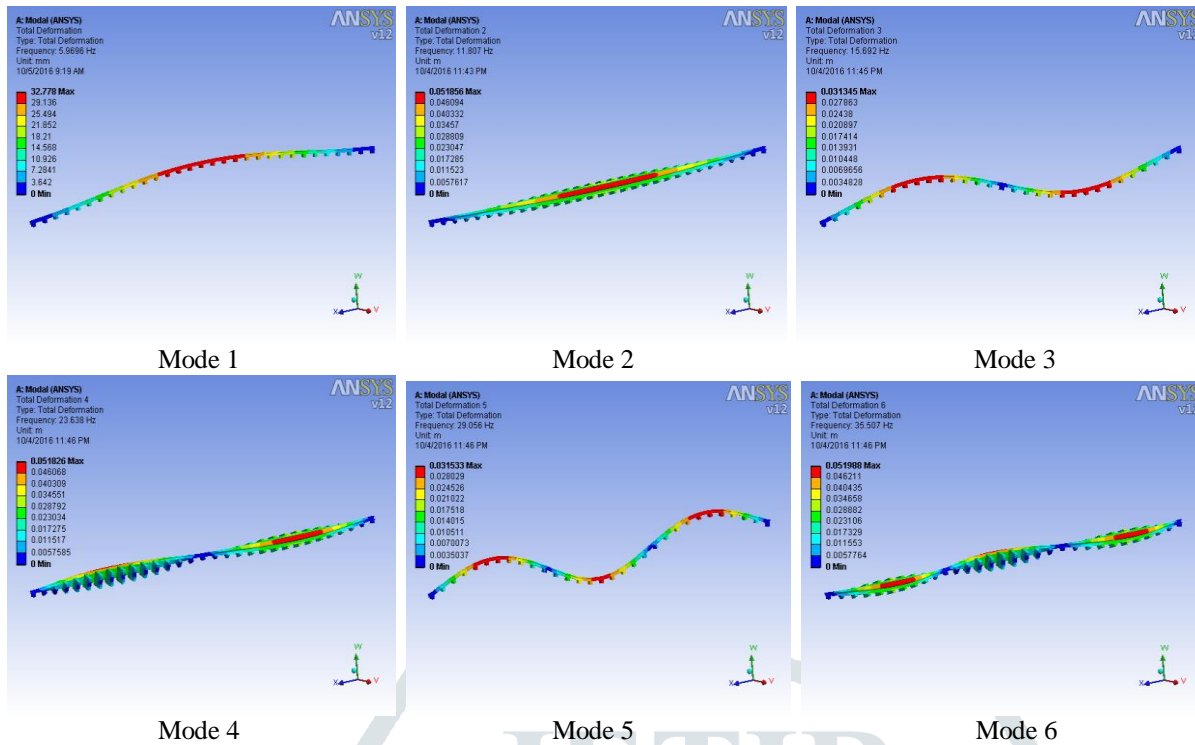 A: Modal (ANSYS)
Total Deformation
Type: Total Deformation
Frequency: 5.9696 Hz
Unit: mm
10/5/2016 9:19 AM
32.778 Max
29.136
25.494
21.852
18.21
14.568
10.926
7.2841
3.642
0 Min
ANSYS
v12
W
X
V
Mode 1
A: Modal (ANSYS)
Total Deformation 2
Type: Total Deformation
Frequency: 11.807 Hz
Unit: m
10/4/2016 11:43 PM
0.051856 Max
0.046094
0.040332
0.03457
0.028809
0.023047
0.017285
0.011523
0.0057617
0 Min
ANSYS
v12
W
X
V
Mode 2
A: Modal (ANSYS)
Total Deformation 3
Type: Total Deformation
Frequency: 15.692 Hz
Unit: m
10/4/2016 11:45 PM
0.031345 Max
0.027863
0.02438
0.020897
0.017414
0.013931
0.010448
0.0069656
0.0034828
0 Min
ANSYS
v12
W
X
V
Mode 3
A: Modal (ANSYS)
Total Deformation 4
Type: Total Deformation
Frequency: 23.638 Hz
Unit: m
10/4/2016 11:46 PM
0.051826 Max
0.046068
0.040309
0.034551
0.028792
0.023034
0.017275
0.011517
0.0057585
0 Min
ANSYS
v12
W
X
V
Mode 4
A: Modal (ANSYS)
Total Deformation 5
Type: Total Deformation
Frequency: 29.056 Hz
Unit: m
10/4/2016 11:46 PM
0.031533 Max
0.028029
0.024526
0.021022
0.017518
0.014015
0.010511
0.0070073
0.0035037
0 Min
ANSYS
v12
W
X
V
Mode 5
A: Modal (ANSYS)
Total Deformation 6
Type: Total Deformation
Frequency: 35.507 Hz
Unit: m
10/4/2016 11:46 PM
0.051988 Max
0.046211
0.040435
0.034658
0.028882
0.023106
0.017329
0.011553
0.0057764
0 Min
ANSYS
v12
W
X
V
Mode 6